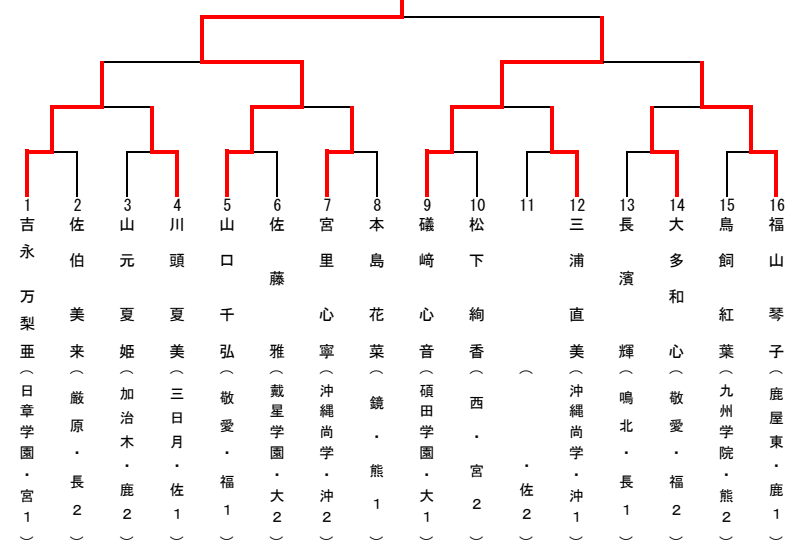 1 吉永 万梨亜（日章学園・宮1）
2 佐伯 美来（厳原・長2）
3 山元 夏姫（加治木・鹿2）
4 川頭 夏美（三日月・佐1）
5 山口 千弘（敬愛・福1）
6 佐藤 雅（戴星学園・大2）
7 宮里 心寧（沖縄尚学・沖2）
8 本島 花菜（鏡・熊1）
9 礒﨑 心音（碩田学園・大1）
10 松下 絢香（西・宮2）
11 （・佐2）
12 三浦 直美（沖縄尚学・沖1）
13 長濱 輝（鳴北・長1）
14 大多和 心（敬愛・福2）
15 鳥飼 紅葉（九州学院・熊2）
16 福山 琴子（鹿屋東・鹿1）